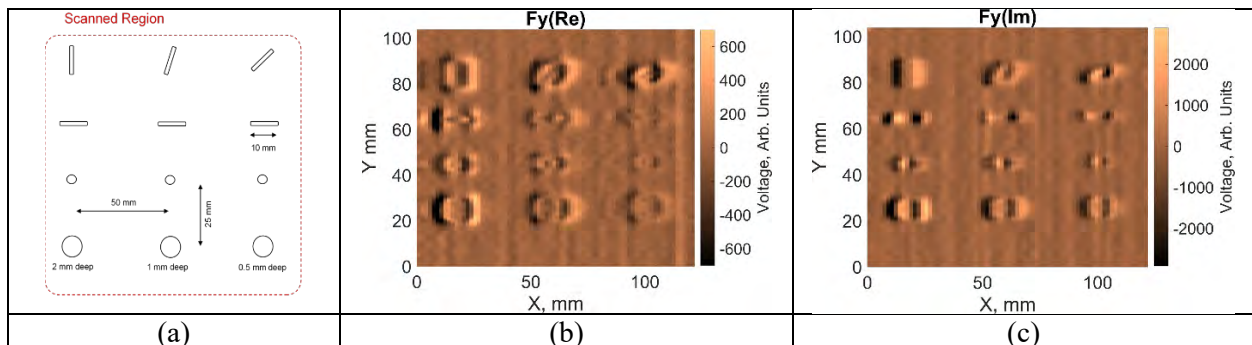 Scanned Region
10 mm
50 mm
25 mm
2 mm deep
1 mm deep
0.5 mm deep
(a)
Fy(Re)
100
80
60
40
20
0
Y mm
0
50
100
X, mm
600
400
200
0
-200
-400
-600
Voltage, Arb. Units
(b)
Fy(Im)
100
80
60
40
20
0
Y mm
0
50
100
X, mm
2000
1000
0
-1000
-2000
Voltage, Arb. Units
(c)